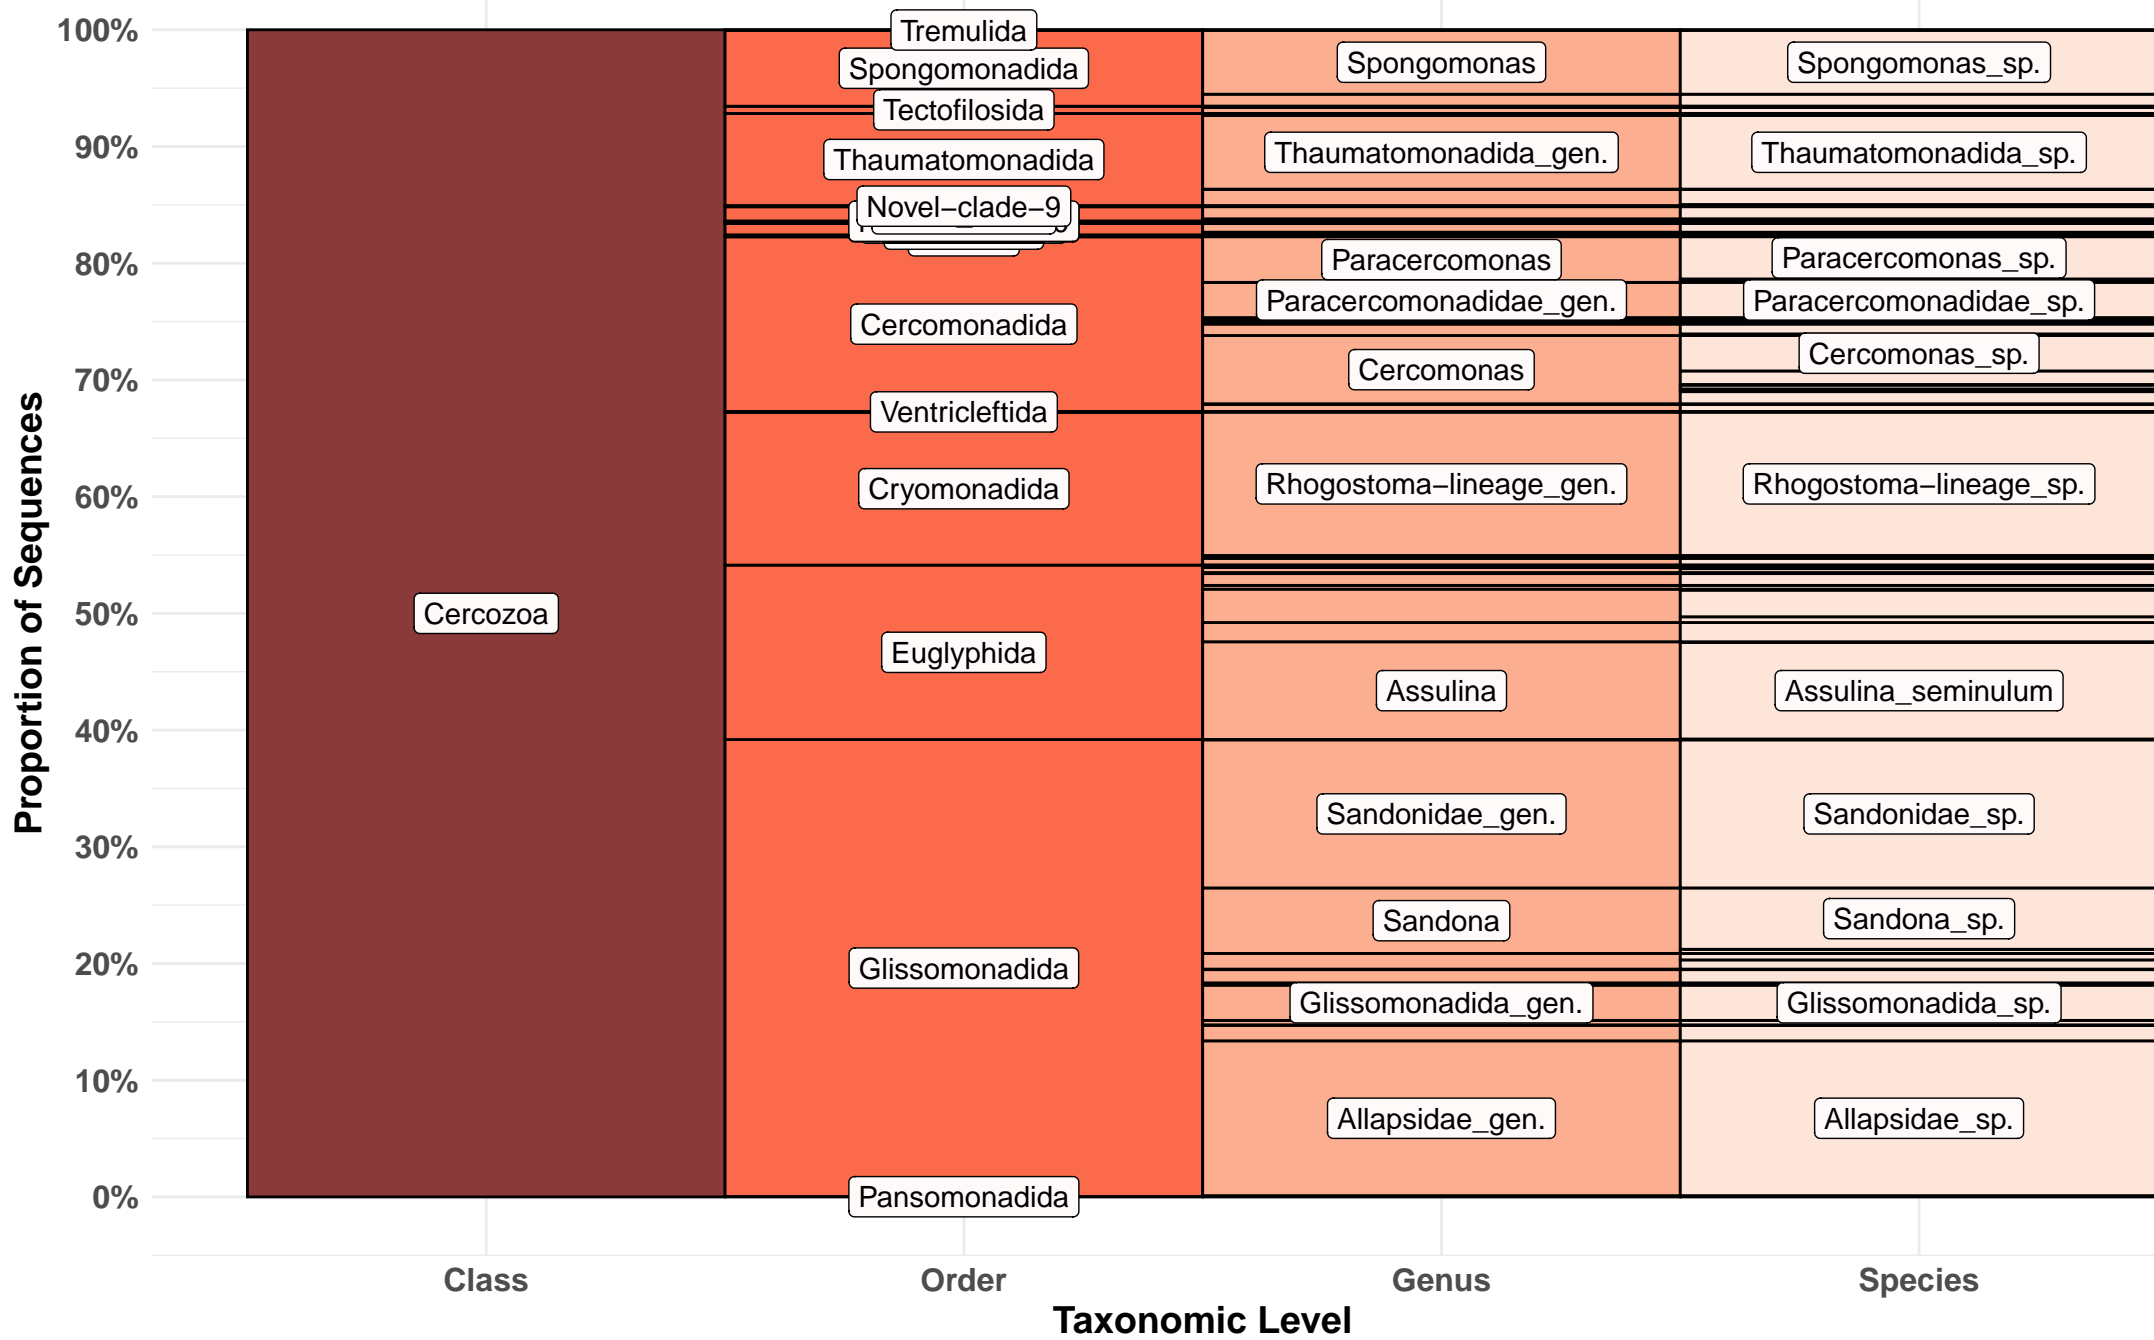 100%
90%
80%
70%
60%
50%
40%
30%
20%
10%
0%
Proportion of Sequences
Cercozoa
Tremulida
Spongomonadida
Tectofilosida
Thaumatomonadida
Novel−clade−9
Cercomonadida
Ventricleftida
Cryomonadida
Euglyphida
Glissomonadida
Pansomonadida
Spongomonas
Thaumatomonadida_gen.
Paracercomonas
Paracercomonadidae_gen.
Cercomonas
Rhogostoma−lineage_gen.
Assulina
Sandonidae_gen.
Sandona
Glissomonadida_gen.
Allapsidae_gen.
Spongomonas_sp.
Thaumatomonadida_sp.
Paracercomonas_sp.
Paracercomonadidae_sp.
Cercomonas_sp.
Rhogostoma−lineage_sp.
Assulina_seminulum
Sandonidae_sp.
Sandona_sp.
Glissomonadida_sp.
Allapsidae_sp.
Class
Order
Genus
Species
Taxonomic Level